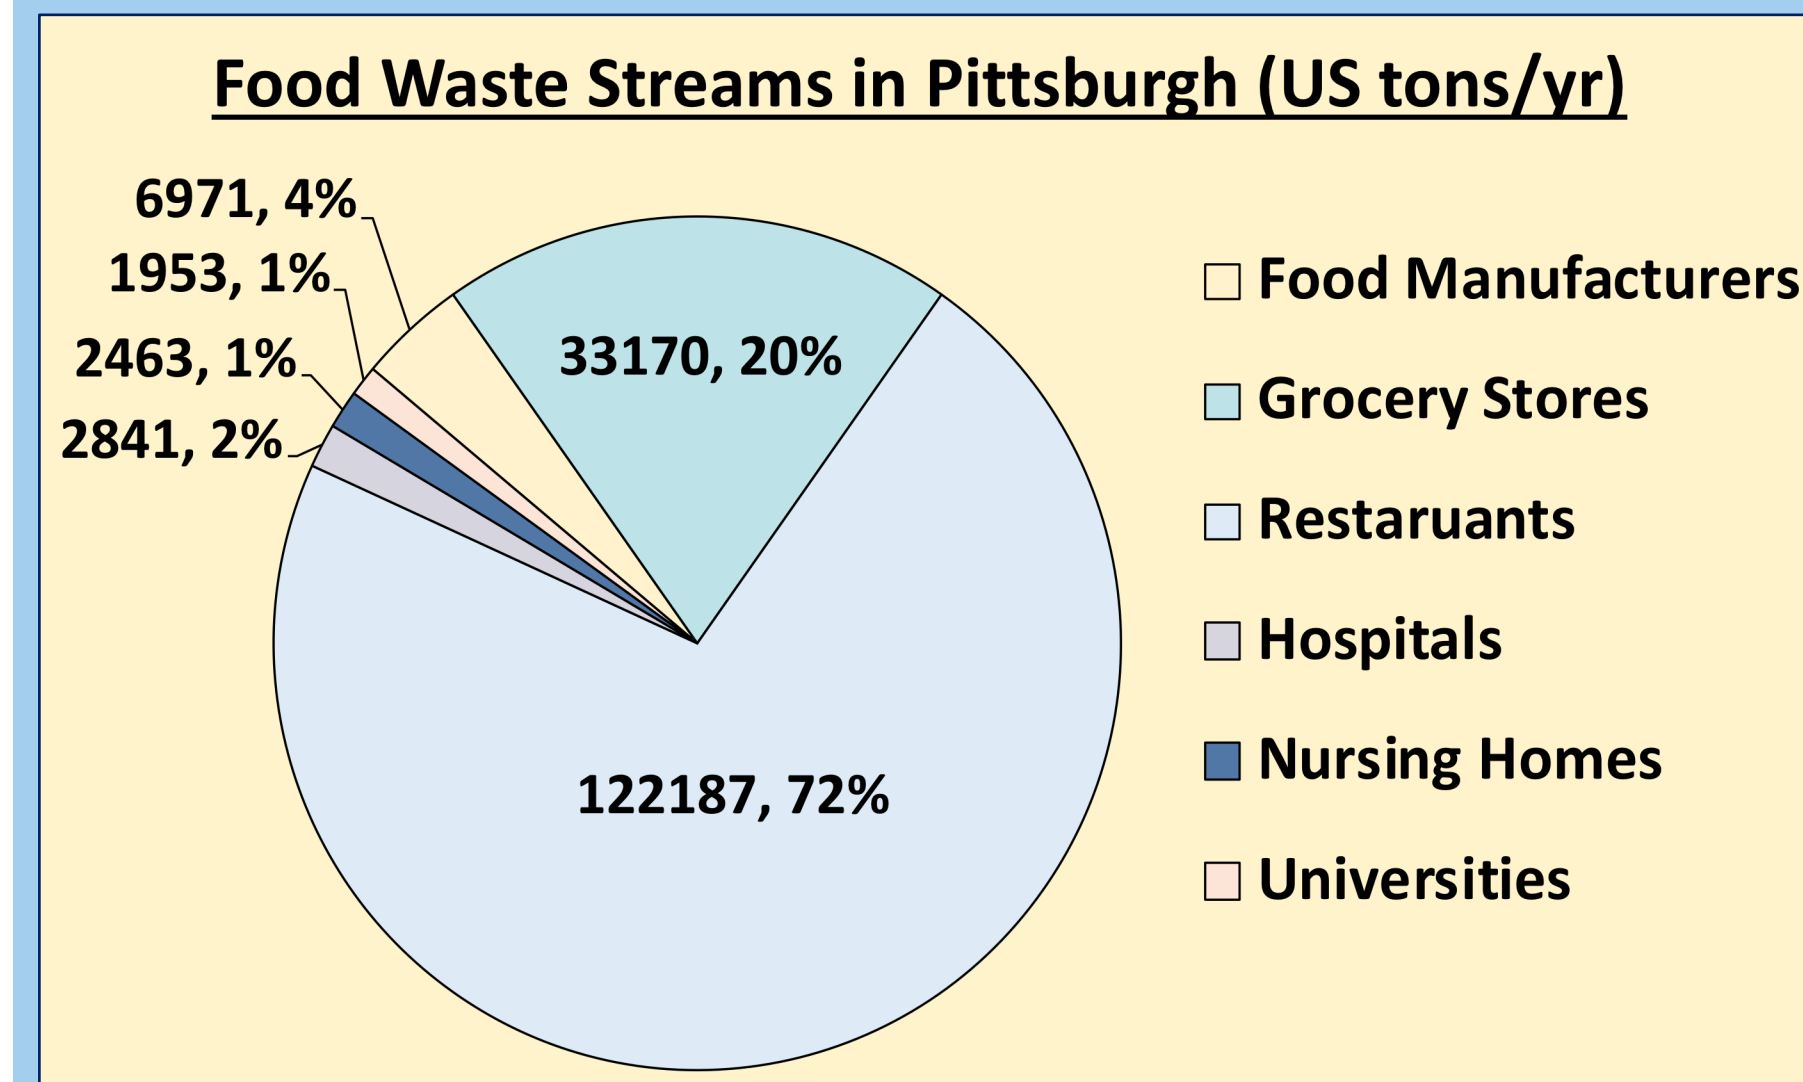 Food Waste Streams in Pittsburgh (US tons/yr)
6971, 4%
1953, 1%
2463, 1%
2841, 2%
33170, 20%
122187, 72%
Food Manufacturers
Grocery Stores
Restaruants
Hospitals
Nursing Homes
Universities